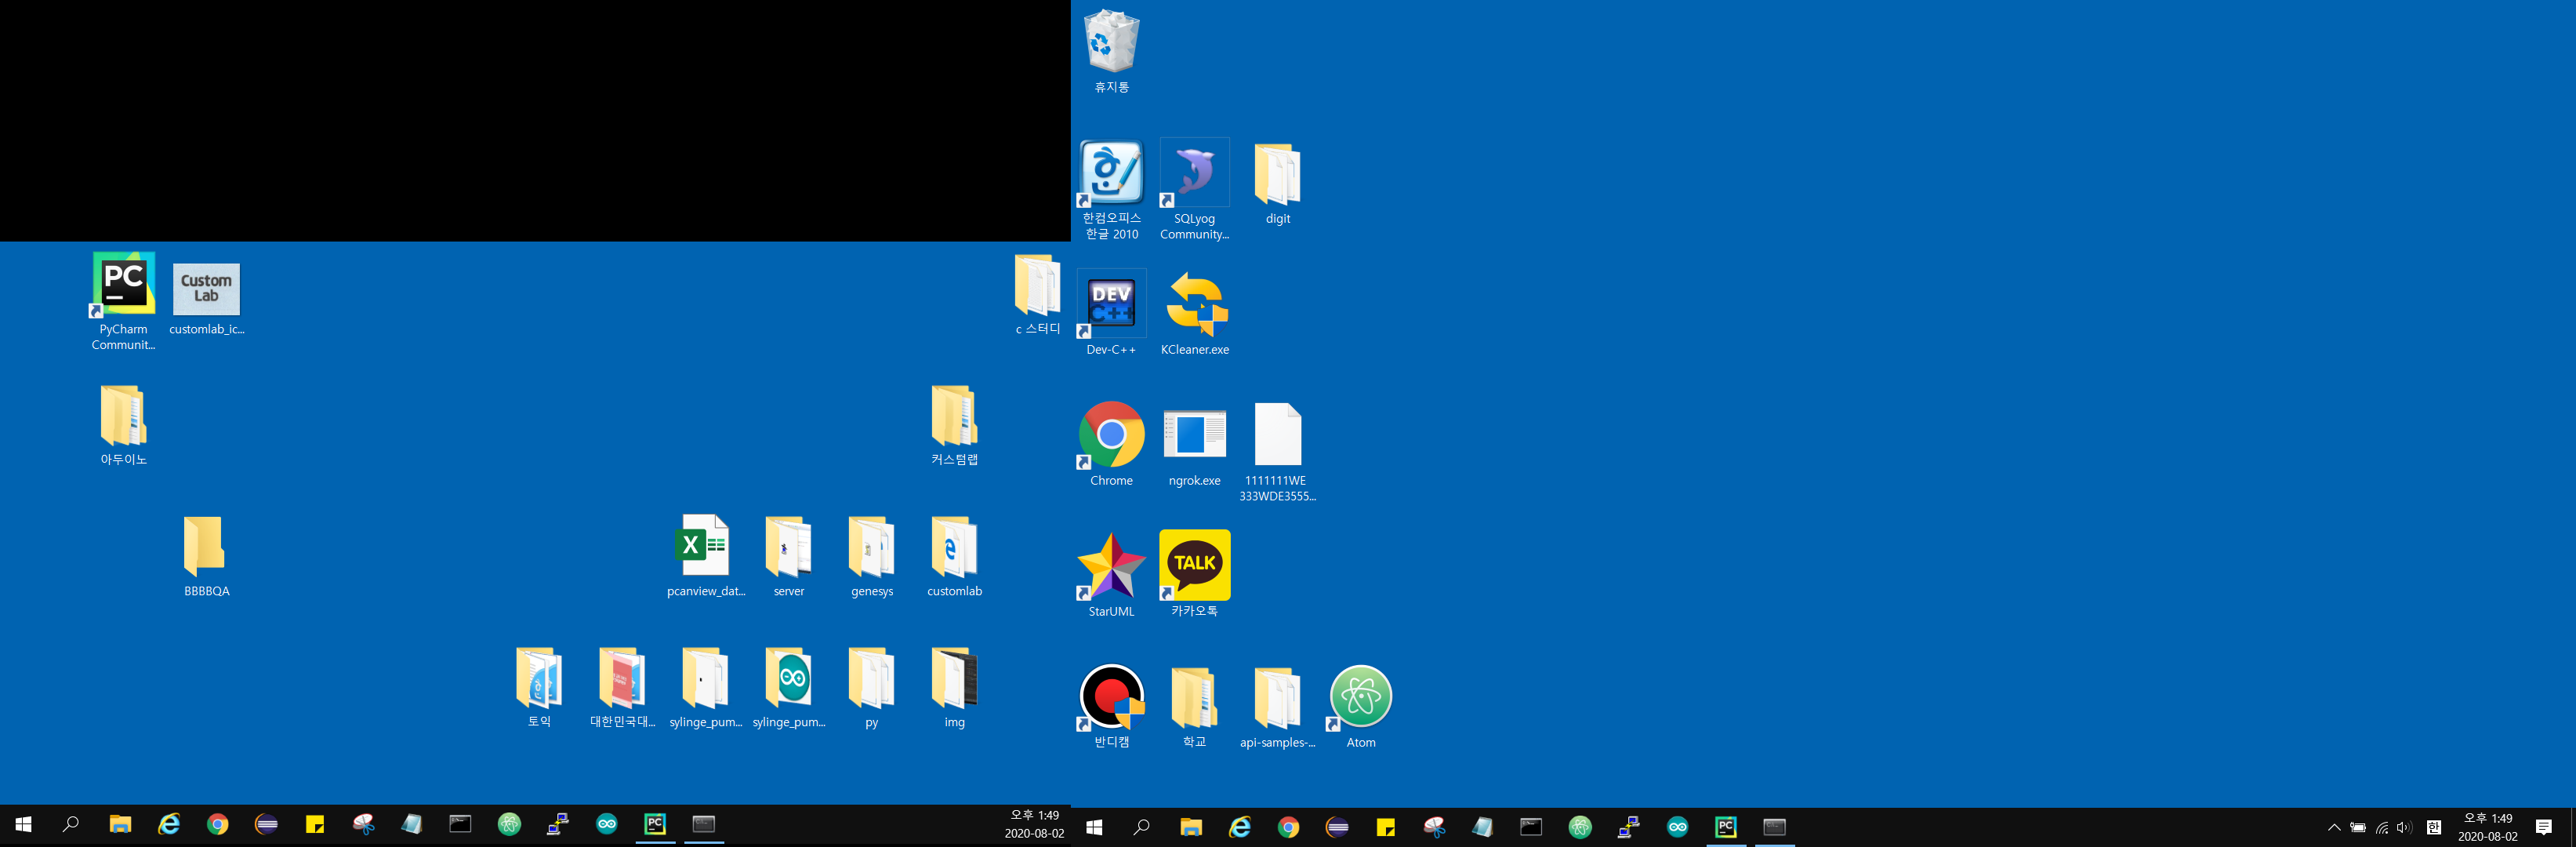 휴지통
한컴오피스
한글 2010
SQLyog
Community...
digit
PC
PyCharm
Communit...
Custom
Lab
customlab_ic...
c 스터디
DEV
C++
Dev-C++
KCleaner.exe
아두이노
커스텀랩
Chrome
ngrok.exe
1111111WE
333WDE3555...
BBBBQA
X
pcanview_dat...
server
genesys
customlab
StarUML
TALK
카카오톡
토익
대한민국대...
sylinge_pum...
sylinge_pum...
py
img
반디캠
학교
api-samples-...
Atom
PC
오후 1:49
2020-08-02
PC
한
오후 1:49
2020-08-02